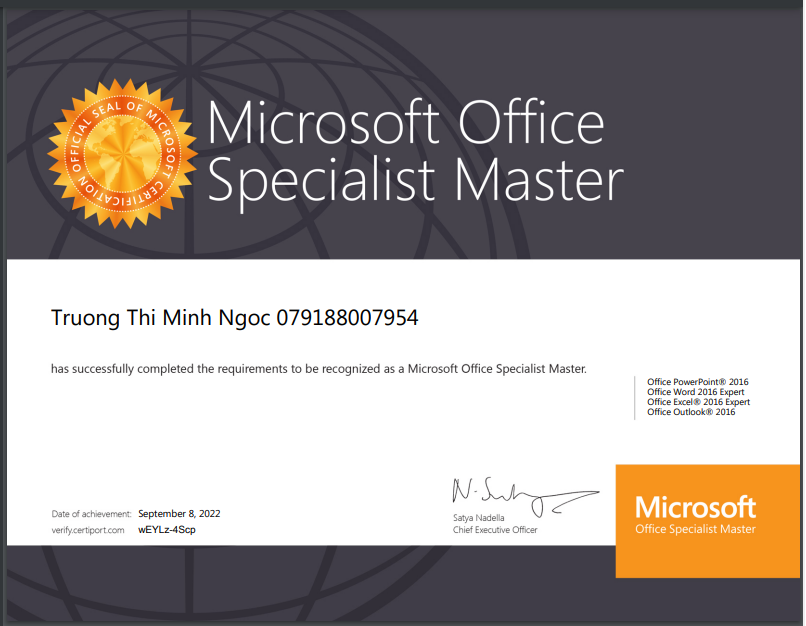 OFFICIAL SEAL OF MICROSOFT CERTIFICATION
Microsoft Office
Specialist Master
Truong Thi Minh Ngoc 079188007954
has successfully completed the requirements to be recognized as a Microsoft Office Specialist Master.
Office PowerPoint® 2016
Office Word 2016 Expert
Office Excel® 2016 Expert
Office Outlook® 2016
Date of achievement: September 8, 2022
verify.certiport.com wEYLz-4Scp
Satya Nadella
Chief Executive Officer
Microsoft
Office Specialist Master